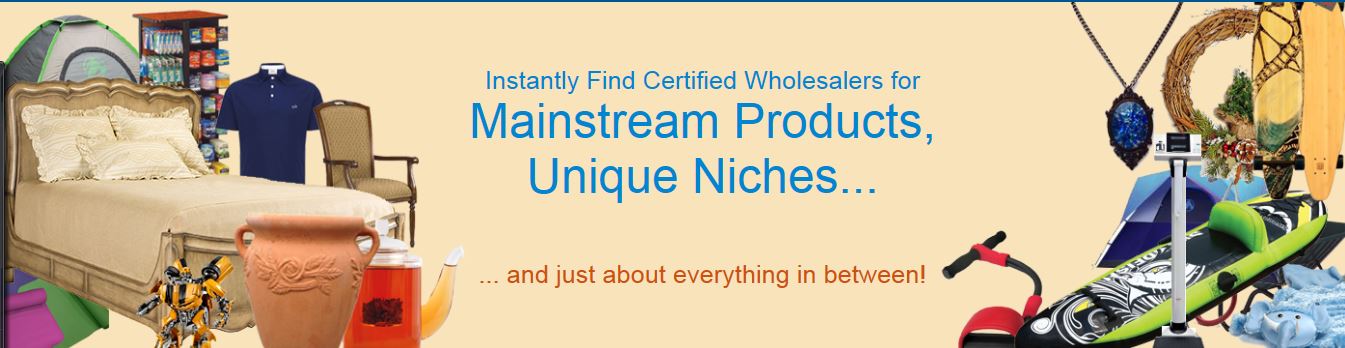 Instantly Find Certified Wholesalers for
Mainstream Products,
Unique Niches...
... and just about everything in between!